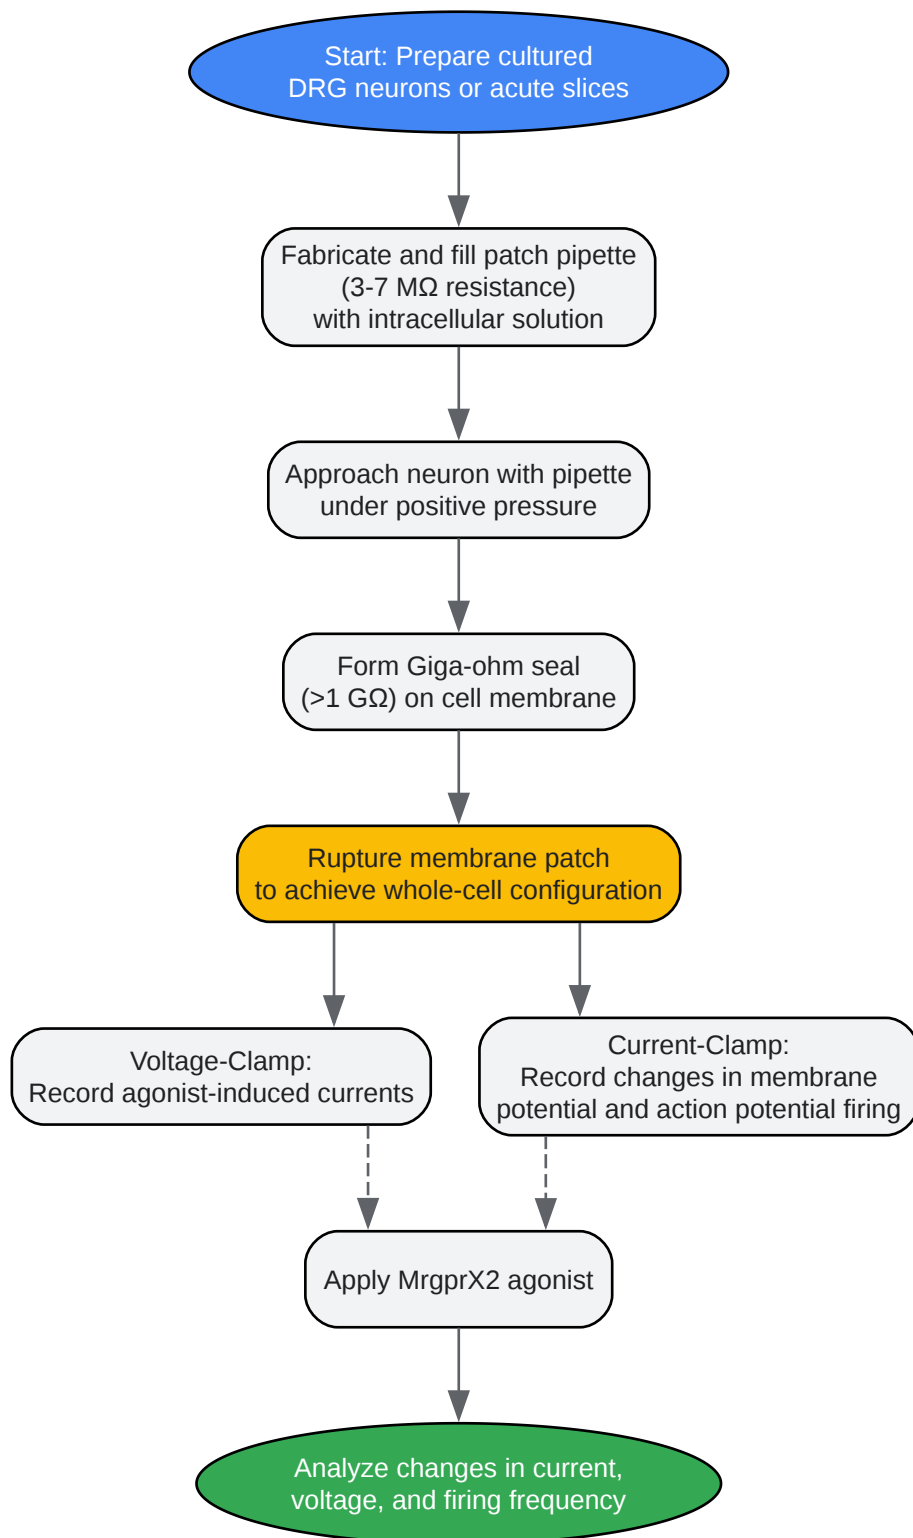 Start: Prepare cultured
DRG neurons or acute slices
Fabricate and fill patch pipette
(3-7 MΩ resistance)
with intracellular solution
Approach neuron with pipette
under positive pressure
Form Giga-ohm seal
(>1 GΩ) on cell membrane
Rupture membrane patch
to achieve whole-cell configuration
Voltage-Clamp:
Record agonist-induced currents
Current-Clamp:
Record changes in membrane
potential and action potential firing
Apply MrgprX2 agonist
Analyze changes in current,
voltage, and firing frequency